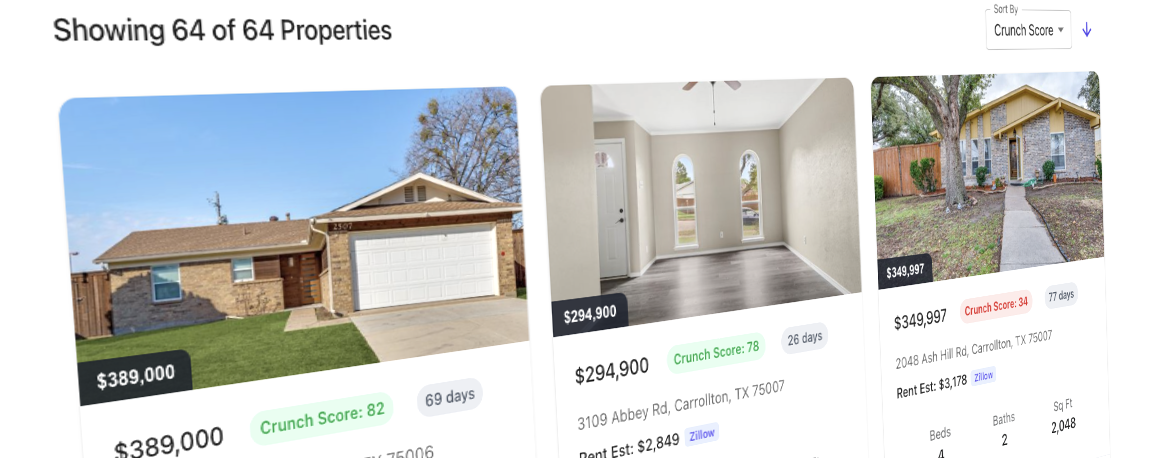 Showing 64 of 64 Properties
Sort By
Crunch Score
2507
$389,000
$389,000
Crunch Score: 82
69 days
75006
$294,900
$294,900
Crunch Score: 78
26 days
3109 Abbey Rd, Carrollton, TX 75007
Rent Est: $2,849 Zillow
$349,997
$349,997
Crunch Score: 34
77 days
2048 Ash Hill Rd, Carrollton, TX 75007
Rent Est: $3,178 Zillow
Beds Baths Sq Ft
4 2 2,048